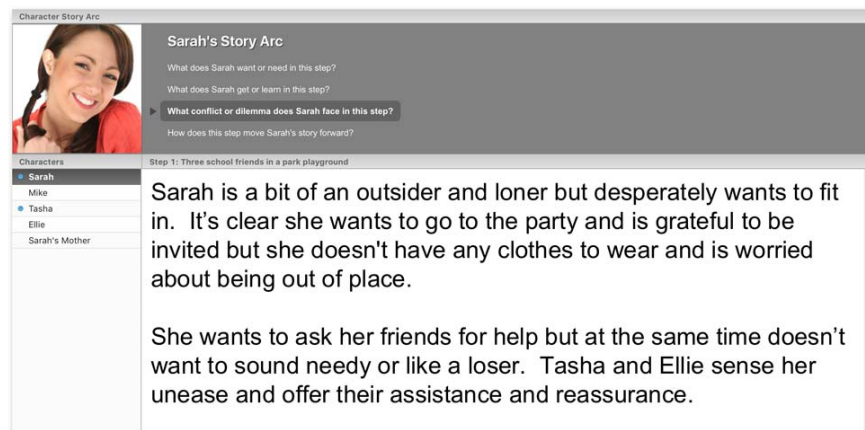 Character Story Arc
Sarah's Story Arc
What does Sarah want or need in this step?
What does Sarah get or learn in this step?
What conflict or dilemma does Sarah face in this step?
How does this step move Sarah's story forward?
Characters
Sarah
Mike
Tasha
Ellie
Sarah's Mother
Step 1: Three school friends in a park playground
Sarah is a bit of an outsider and loner but desperately wants to fit
in.  It’s clear she wants to go to the party and is grateful to be
invited but she doesn't have any clothes to wear and is worried
about being out of place.
She wants to ask her friends for help but at the same time doesn’t
want to sound needy or like a loser.  Tasha and Ellie sense her
unease and offer their assistance and reassurance.